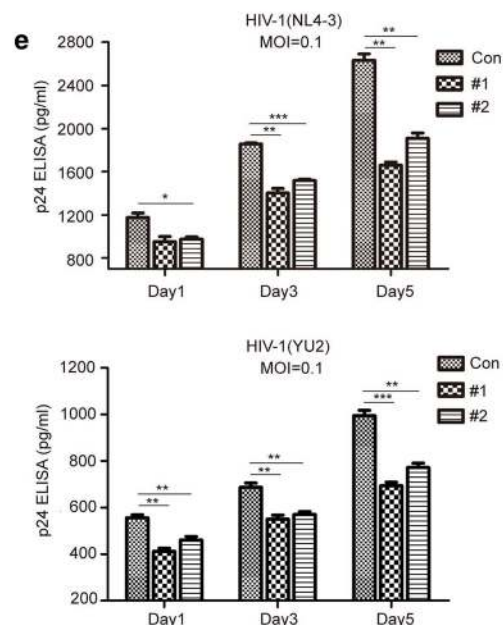 e
HIV-1(NL4-3)
MOI=0.1
p24 ELISA (pg/ml)
2800
2400
2000
1600
1200
800
Con
#1
#2
*
***
**
**
**
Day1
Day3
Day5
HIV-1(YU2)
MOI=0.1
p24 ELISA (pg/ml)
1200
1000
800
600
400
200
Con
#1
#2
**
**
**
**
**
***
Day1
Day3
Day5